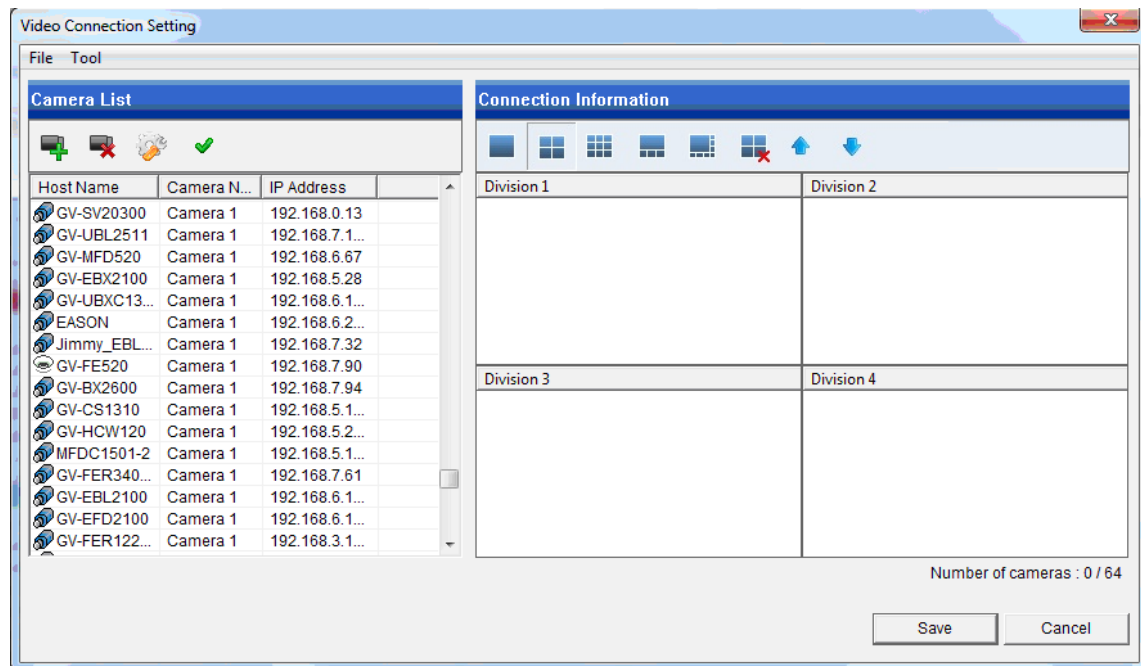 Video Connection Setting
File Tool
Camera List
Connection Information
Host Name Camera N... IP Address
GV-SV20300 Camera 1 192.168.0.13
GV-UBL2511 Camera 1 192.168.7.1...
GV-MFD520 Camera 1 192.168.6.67
GV-EBX2100 Camera 1 192.168.5.28
GV-UBXC13... Camera 1 192.168.6.1...
EASON Camera 1 192.168.6.2...
Jimmy_EBL... Camera 1 192.168.7.32
GV-FE520 Camera 1 192.168.7.90
GV-BX2600 Camera 1 192.168.7.94
GV-CS1310 Camera 1 192.168.5.1...
GV-HCW120 Camera 1 192.168.5.2...
MFDC1501-2 Camera 1 192.168.5.1...
GV-FER340... Camera 1 192.168.7.61
GV-EBL2100 Camera 1 192.168.6.1...
GV-EFD2100 Camera 1 192.168.6.1...
GV-FER122... Camera 1 192.168.3.1...
Division 1 Division 2
Division 3 Division 4
Number of cameras : 0 / 64
Save Cancel